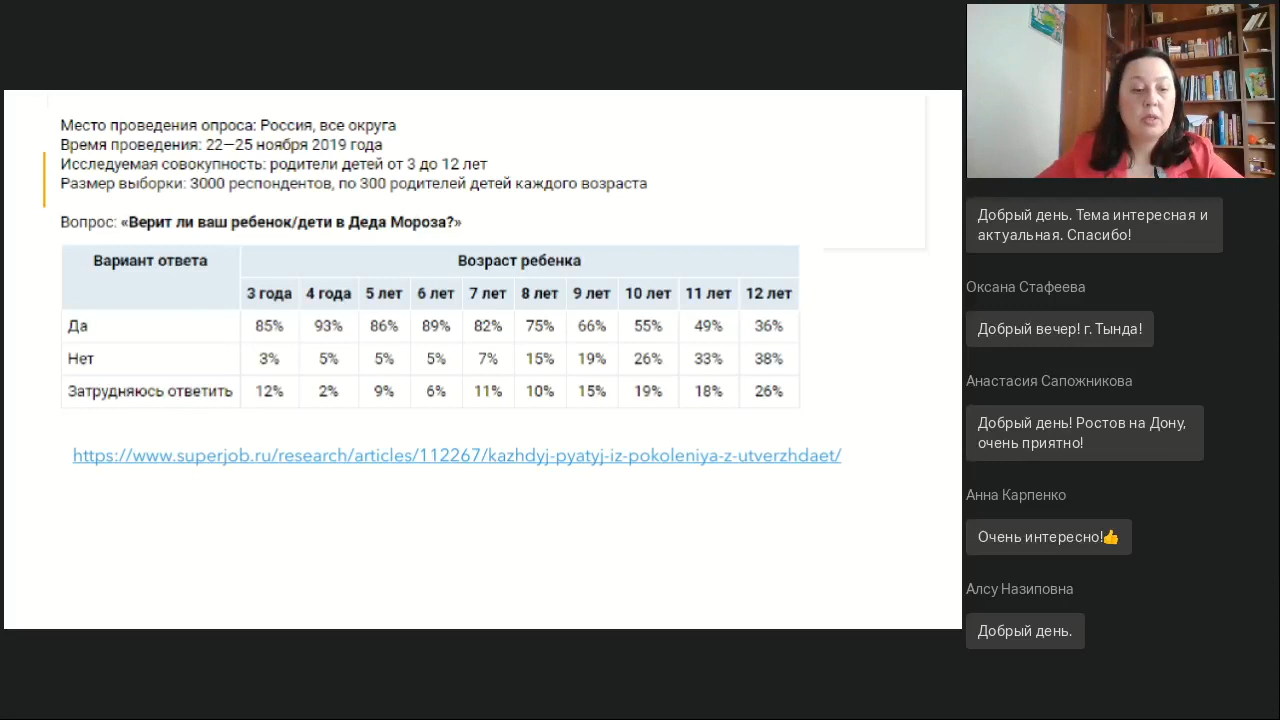 Место проведения опроса: Россия, все округа
Время проведения: 22—25 ноября 2019 года
Исследуемая совокупность: родители детей от 3 до 12 лет
Размер выборки: 3000 респондентов, по 300 родителей детей каждого возраста
Вопрос: «Верит ли ваш ребенок/дети в Деда Мороза?»
Вариант ответа Возраст ребенка
3 года 4 года 5 лет 6 лет 7 лет 8 лет 9 лет 10 лет 11 лет 12 лет
Да 85% 93% 86% 89% 82% 75% 66% 55% 49% 36%
Нет 3% 5% 5% 5% 7% 15% 19% 26% 33% 38%
Затрудняюсь ответить 12% 2% 9% 6% 11% 10% 15% 19% 18% 26%
https://www.superjob.ru/research/articles/112267/kazhdyj-pyatyj-iz-pokoleniya-z-utverzhdaet/
Добрый день. Тема интересная и
актуальная. Спасибо!
Оксана Стафеева
Добрый вечер! г. Тында!
Анастасия Сапожникова
Добрый день! Ростов на Дону,
очень приятно!
Анна Карпенко
Очень интересно!👍
Алсу Назиповна
Добрый день.